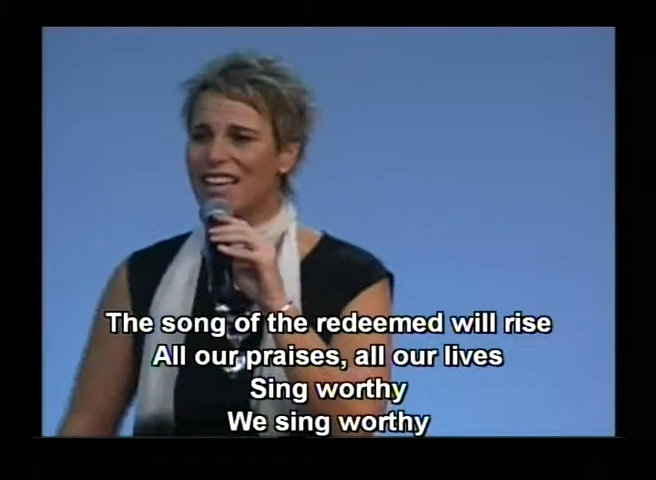 The song of the redeemed will rise
All our praises, all our lives
Sing worthy
We sing worthy